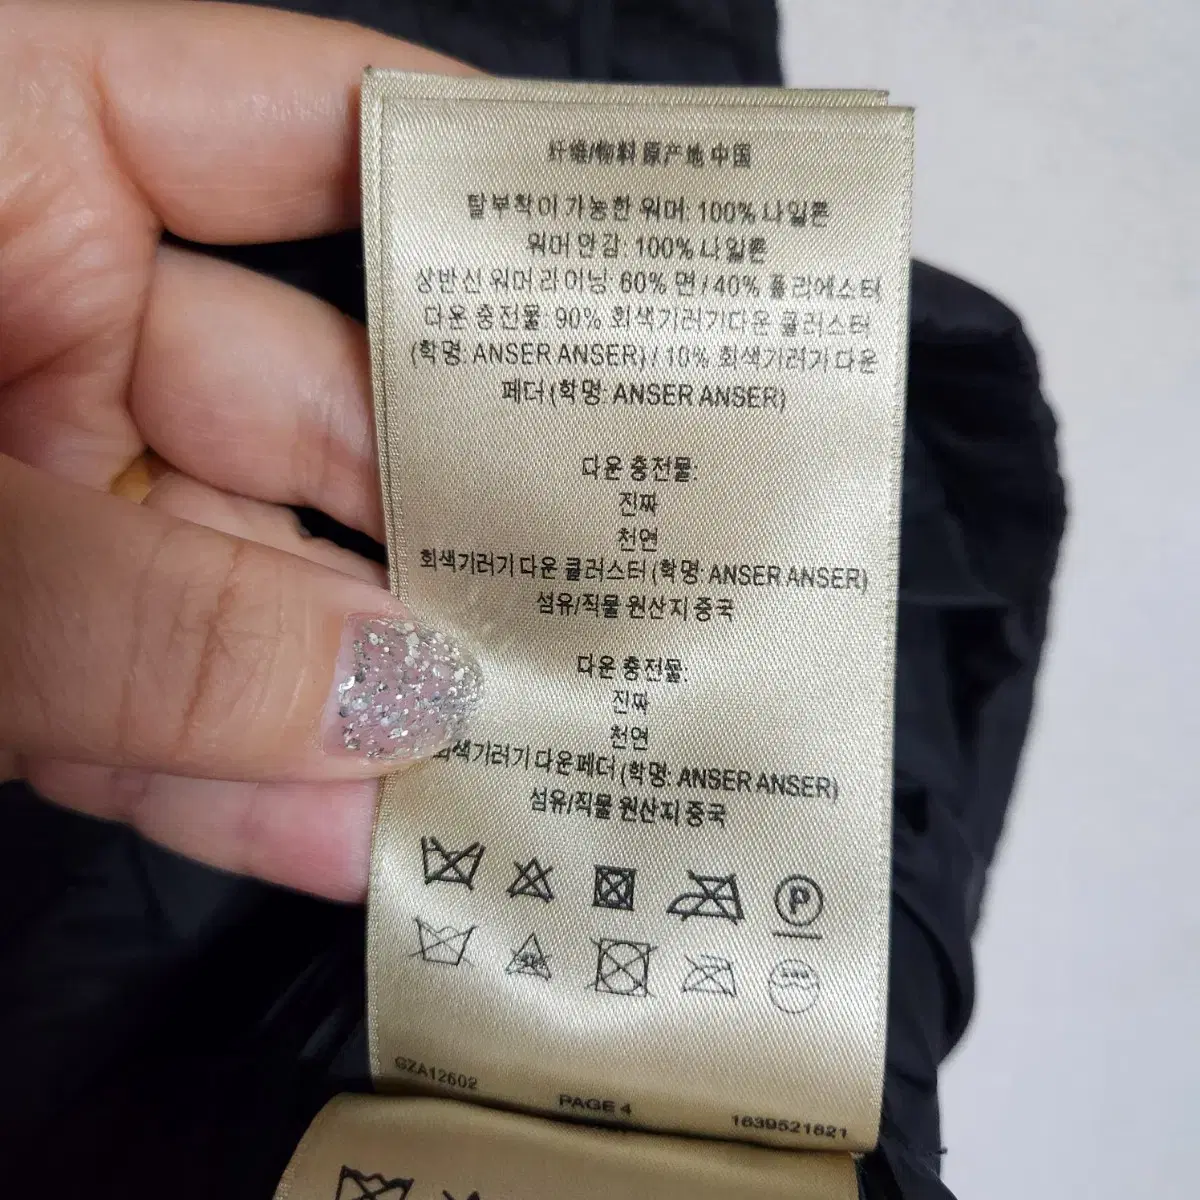 纤维/物料 原产地 中国
탈부착이 가능한 워머: 100% 나일론
워머 안감: 100% 나일론
상반신 워머 라이닝: 60% 면 / 40% 폴리에스터
다운 충전물: 90% 회색기러기다운 클러스터
(학명: ANSER ANSER) / 10% 회색기러기 다운
페더 (학명: ANSER ANSER)
다운 충전물:
진짜
천연
회색기러기 다운 클러스터 (학명: ANSER ANSER)
섬유/직물 원산지 중국
다운 충전물:
진짜
천연
회색기러기 다운 페더 (학명: ANSER ANSER)
섬유/직물 원산지 중국
P
GZA12602
PAGE 4
1639521621